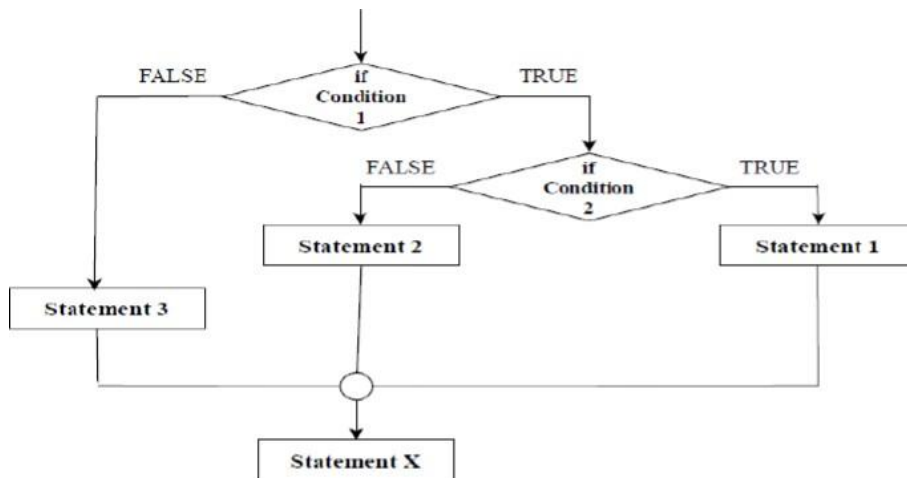 FALSE
if
Condition
1
TRUE
FALSE
if
Condition
2
TRUE
Statement 2
Statement 1
Statement 3
Statement X